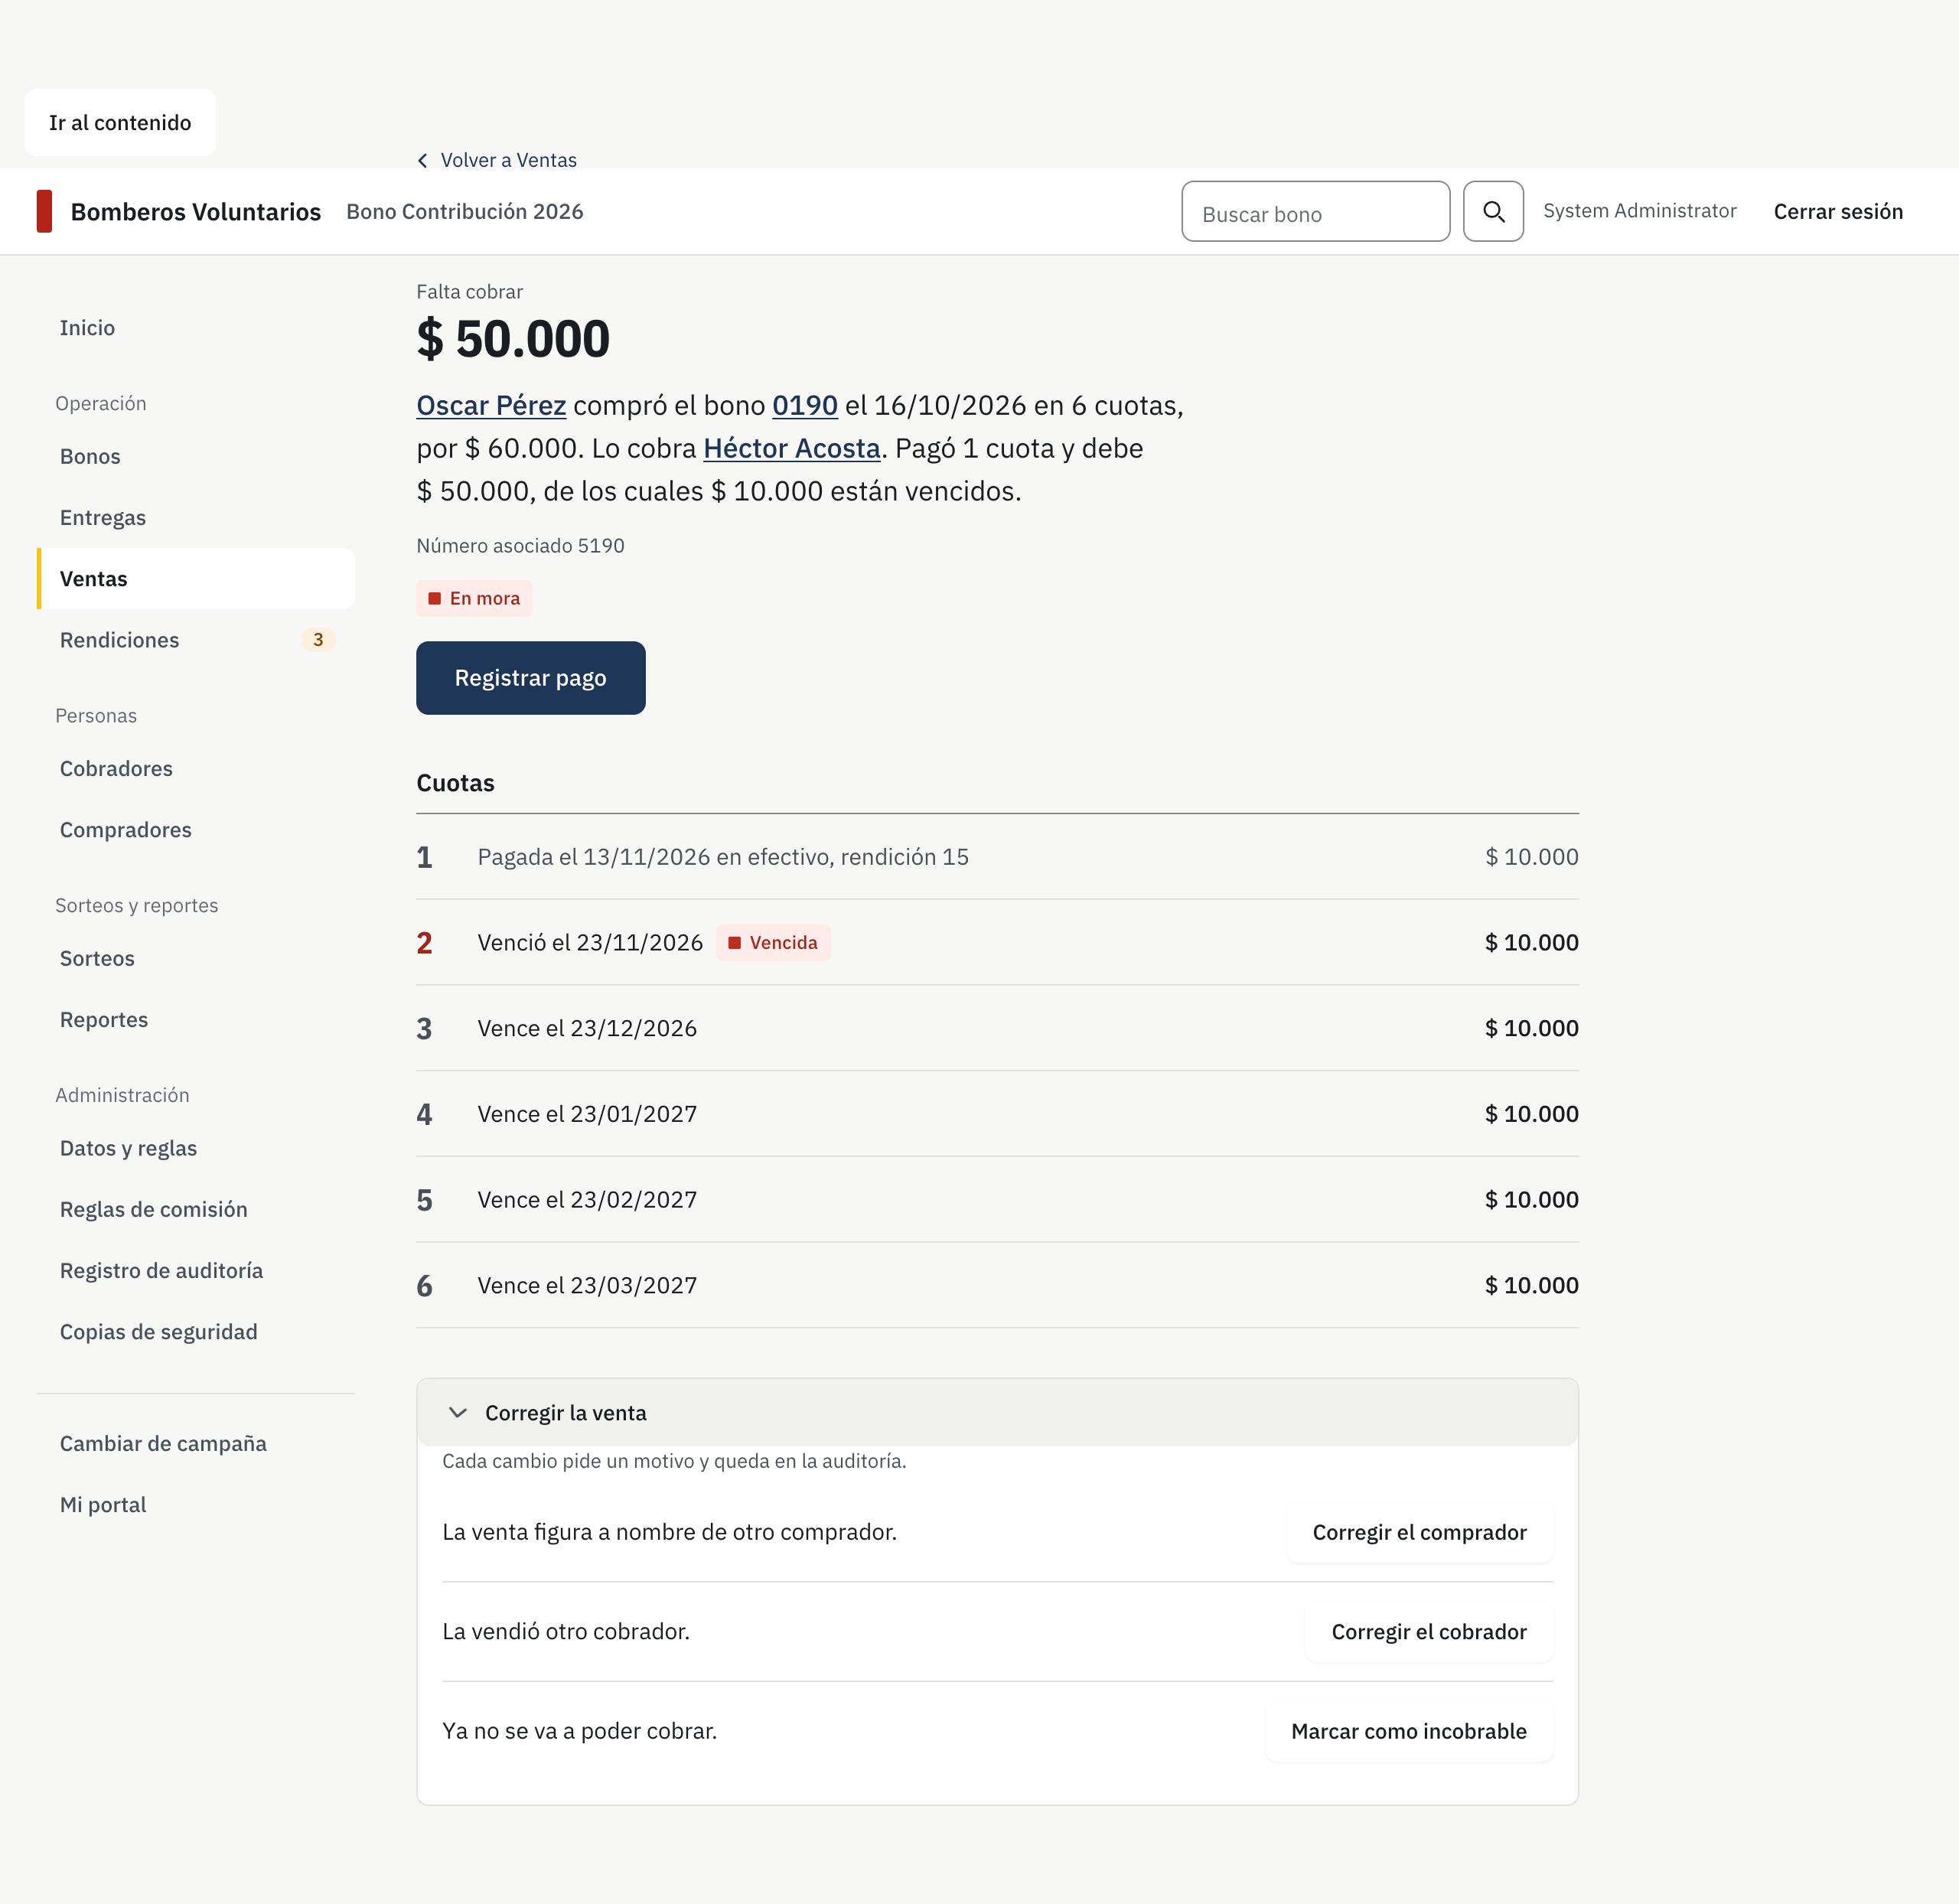 Ir al contenido
Volver a Ventas
Bomberos Voluntarios Bono Contribución 2026 Buscar bono System Administrator Cerrar sesión
Inicio
Operación
Bonos
Entregas
Ventas
Rendiciones 3
Personas
Cobradores
Compradores
Sorteos y reportes
Sorteos
Reportes
Administración
Datos y reglas
Reglas de comisión
Registro de auditoría
Copias de seguridad
Cambiar de campaña
Mi portal
Falta cobrar
$ 50.000
Oscar Pérez compró el bono 0190 el 16/10/2026 en 6 cuotas,
por $ 60.000. Lo cobra Héctor Acosta. Pagó 1 cuota y debe
$ 50.000, de los cuales $ 10.000 están vencidos.
Número asociado 5190
En mora
Registrar pago
Cuotas
1 Pagada el 13/11/2026 en efectivo, rendición 15 $ 10.000
2 Venció el 23/11/2026 Vencida $ 10.000
3 Vence el 23/12/2026 $ 10.000
4 Vence el 23/01/2027 $ 10.000
5 Vence el 23/02/2027 $ 10.000
6 Vence el 23/03/2027 $ 10.000
Corregir la venta
Cada cambio pide un motivo y queda en la auditoría.
La venta figura a nombre de otro comprador. Corregir el comprador
La vendió otro cobrador. Corregir el cobrador
Ya no se va a poder cobrar. Marcar como incobrable